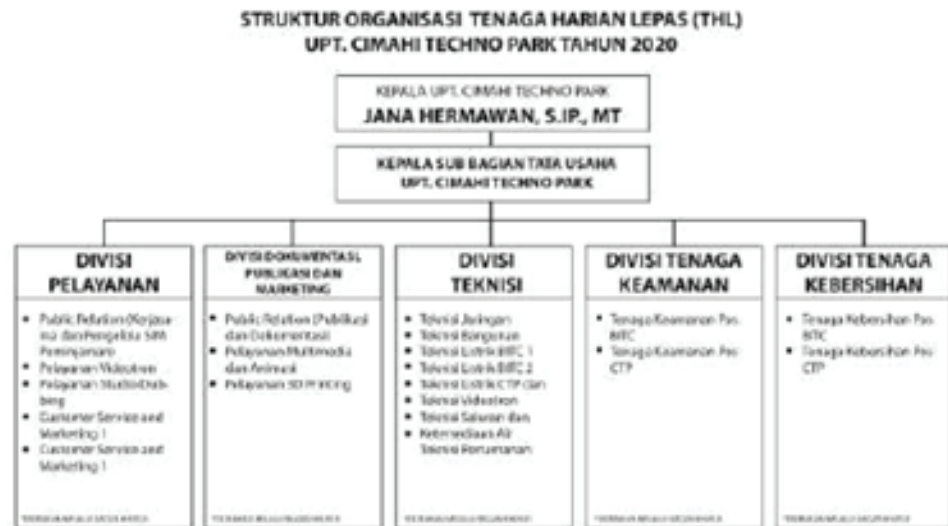 STRUKTUR ORGANISASI TENAGA HARIAN LEPAS (THL)
UPT. CIMAHI TECHNO PARK TAHUN 2020
KEPALA UPT. CIMAHI TECHNO PARK
JANA HERMAWAN, S.IP., MT
KEPALA SUB BAGIAN TATA USAHA
UPT. CIMAHI TECHNO PARK
DIVISI
PELAYANAN
Public Relation (Kerjasa-
ma dan Pengelola SIM
Peminjaman)
Pelayanan Videotron
Pelayanan Studio Dub-
bing
Customer Service and
Marketing 1
Customer Service and
Marketing 1
DIVISI DOKUMENTASI,
PUBLIKASI DAN
MARKETING
Public Relation (Publikasi
dan Dokumentasi)
Pelayanan Multimedia
dan Animasi
Pelayanan 3D Printing
DIVISI
TEKNISI
Teknisi Jaringan
Teknisi Bangunan
Teknisi Listrik BITC 1
Teknisi Listrik BITC 2
Teknisi Listrik CTP dan
Teknisi Videotron
Teknisi Saluran dan
Ketersediaan Air
Teknisi Pertamanan
DIVISI TENAGA
KEAMANAN
Tenaga Keamanan Pos
BITC
Tenaga Keamanan Pos
CTP
DIVISI TENAGA
KEBERSIHAN
Tenaga Kebersihan Pos
BITC
Tenaga Kebersihan Pos
CTP